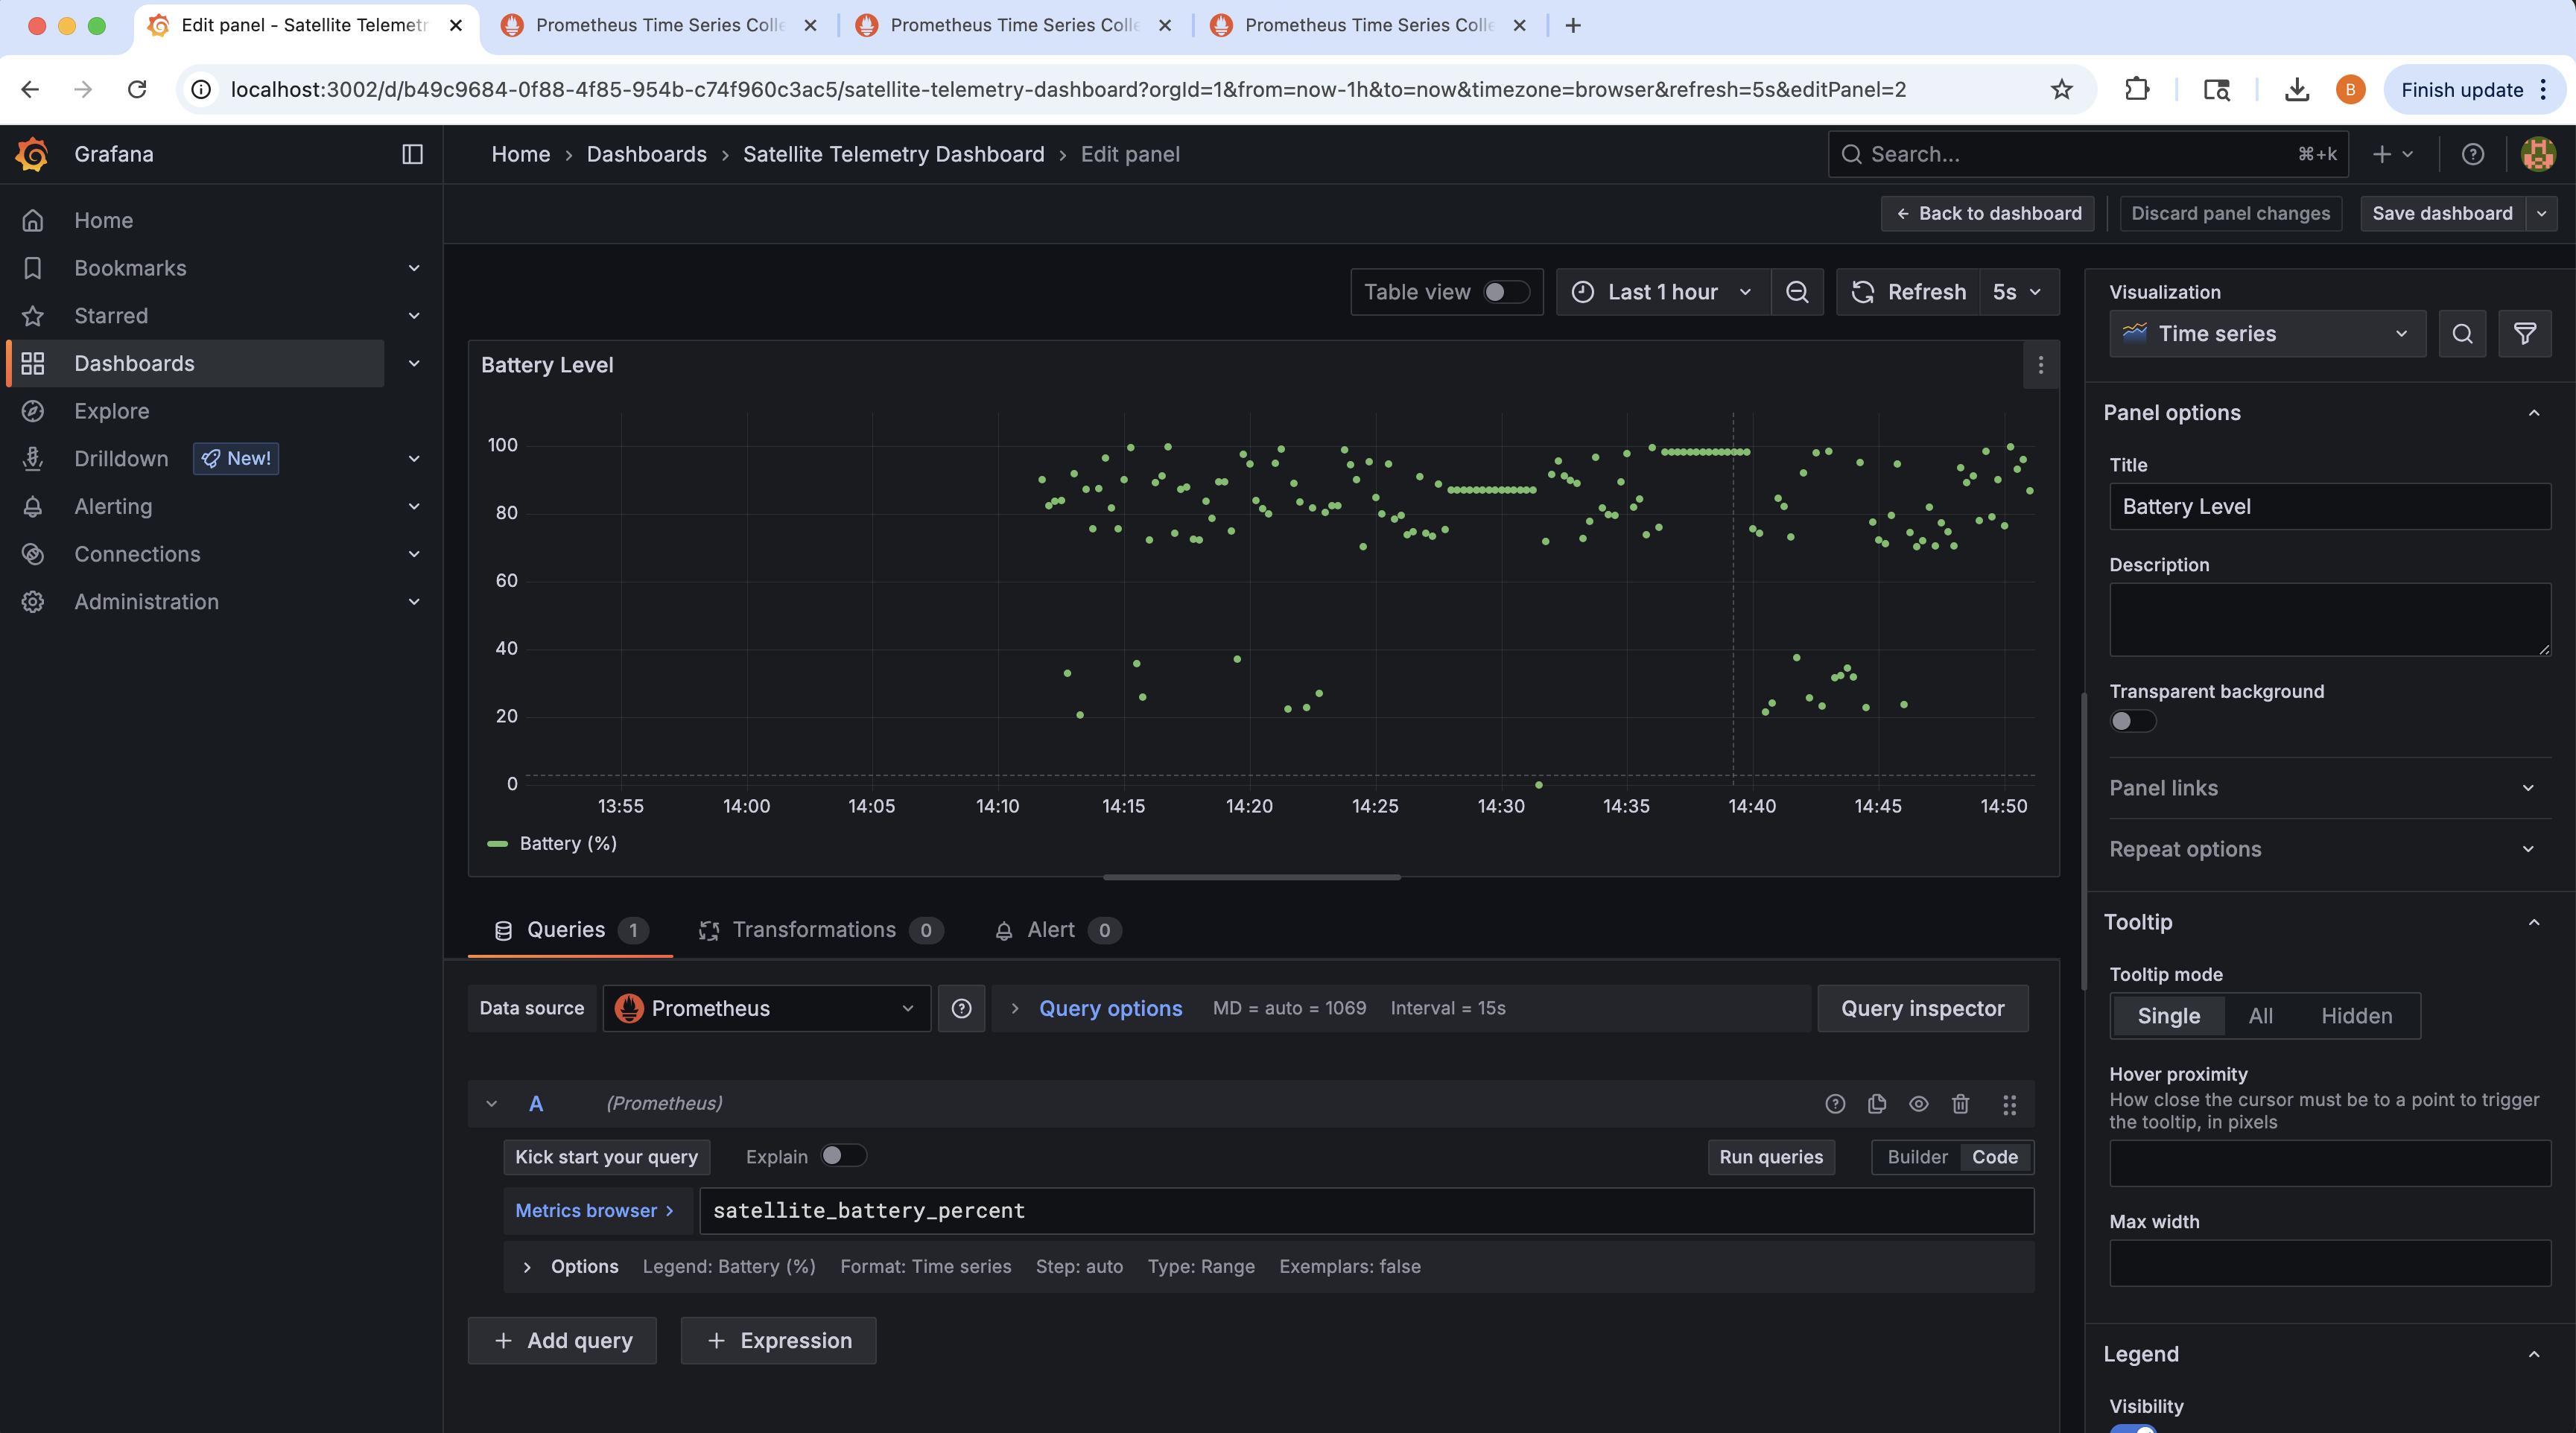 Edit panel - Satellite Telemetr
Prometheus Time Series Colle
Prometheus Time Series Colle
Prometheus Time Series Colle
localhost:3002/d/b49c9684-0f88-4f85-954b-c74f960c3ac5/satellite-telemetry-dashboard?orgId=1&from=now-1h&to=now&timezone=browser&refresh=5s&editPanel=2
B
Finish update
Grafana
Home › Dashboards › Satellite Telemetry Dashboard › Edit panel
Search...
⌘+k
Home
Bookmarks
Starred
Dashboards
Explore
Drilldown
New!
Alerting
Connections
Administration
← Back to dashboard
Discard panel changes
Save dashboard
Table view
Last 1 hour
Refresh
5s
Battery Level
100
80
60
40
20
0
13:55 14:00 14:05 14:10 14:15 14:20 14:25 14:30 14:35 14:40 14:45 14:50
Battery (%)
Queries 1
Transformations 0
Alert 0
Data source
Prometheus
Query options
MD = auto = 1069
Interval = 15s
Query inspector
A
(Prometheus)
Kick start your query
Explain
Run queries
Builder
Code
Metrics browser >
satellite_battery_percent
Options
Legend: Battery (%)
Format: Time series
Step: auto
Type: Range
Exemplars: false
+ Add query
+ Expression
Visualization
Time series
Panel options
Title
Battery Level
Description
Transparent background
Panel links
Repeat options
Tooltip
Tooltip mode
Single
All
Hidden
Hover proximity
How close the cursor must be to a point to trigger
the tooltip, in pixels
Max width
Legend
Visibility